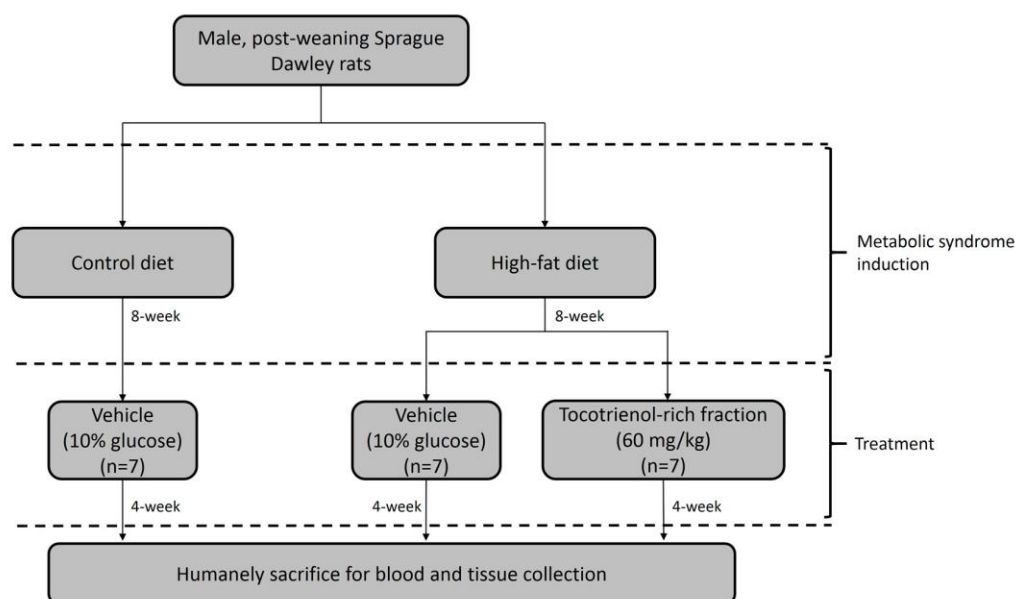 Male, post-weaning Sprague
Dawley rats
Control diet
High-fat diet
Metabolic syndrome
induction
8-week
8-week
Vehicle
(10% glucose)
(n=7)
Vehicle
(10% glucose)
(n=7)
Tocotrienol-rich fraction
(60 mg/kg)
(n=7)
Treatment
4-week
4-week
4-week
Humanely sacrifice for blood and tissue collection